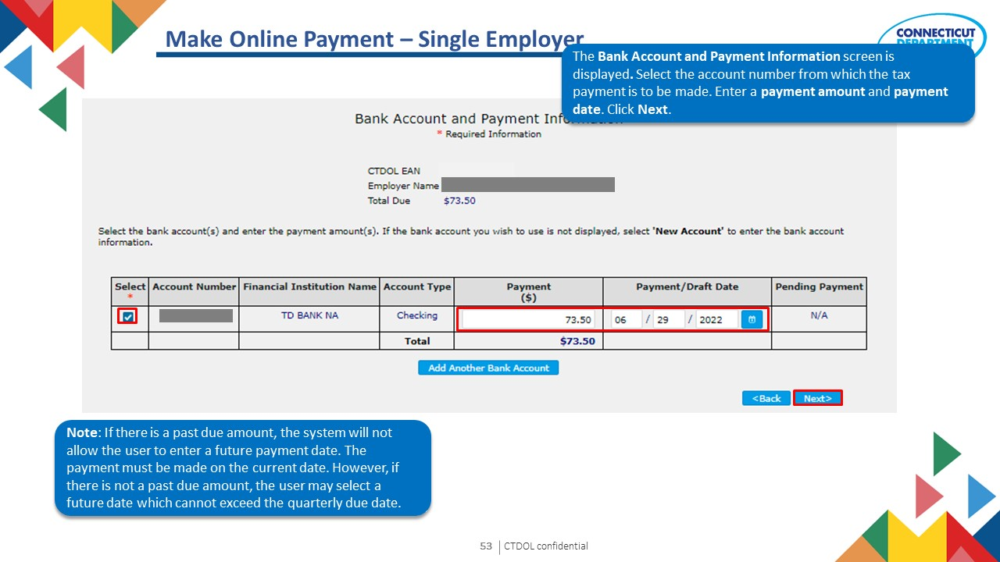 Make Online Payment – Single Employer
CONNECTICUT
The Bank Account and Payment Information screen is
displayed. Select the account number from which the tax
payment is to be made. Enter a payment amount and payment
date. Click Next.
Bank Account and Payment Information
* Required Information
CTDOL EAN
Employer Name
Total Due $73.50
Select the bank account(s) and enter the payment amount(s). If the bank account you wish to use is not displayed, select 'New Account' to enter the bank account
information.
Select * Account Number Financial Institution Name Account Type Payment ($) Payment/Draft Date Pending Payment
TD BANK NA Checking 73.50 06 / 29 / 2022 N/A
Total $73.50
Add Another Bank Account
<Back Next>
Note: If there is a past due amount, the system will not
allow the user to enter a future payment date. The
payment must be made on the current date. However, if
there is not a past due amount, the user may select a
future date which cannot exceed the quarterly due date.
53 CTDOL confidential